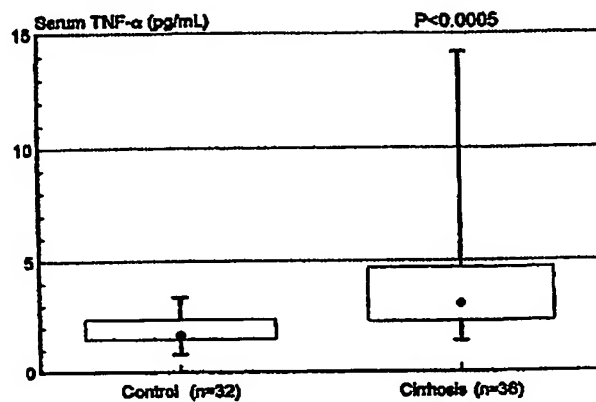 Serum TNF-α (pg/mL) P<0.0005
15
10
5
0
Control (n=32) Cirrhosis (n=36)